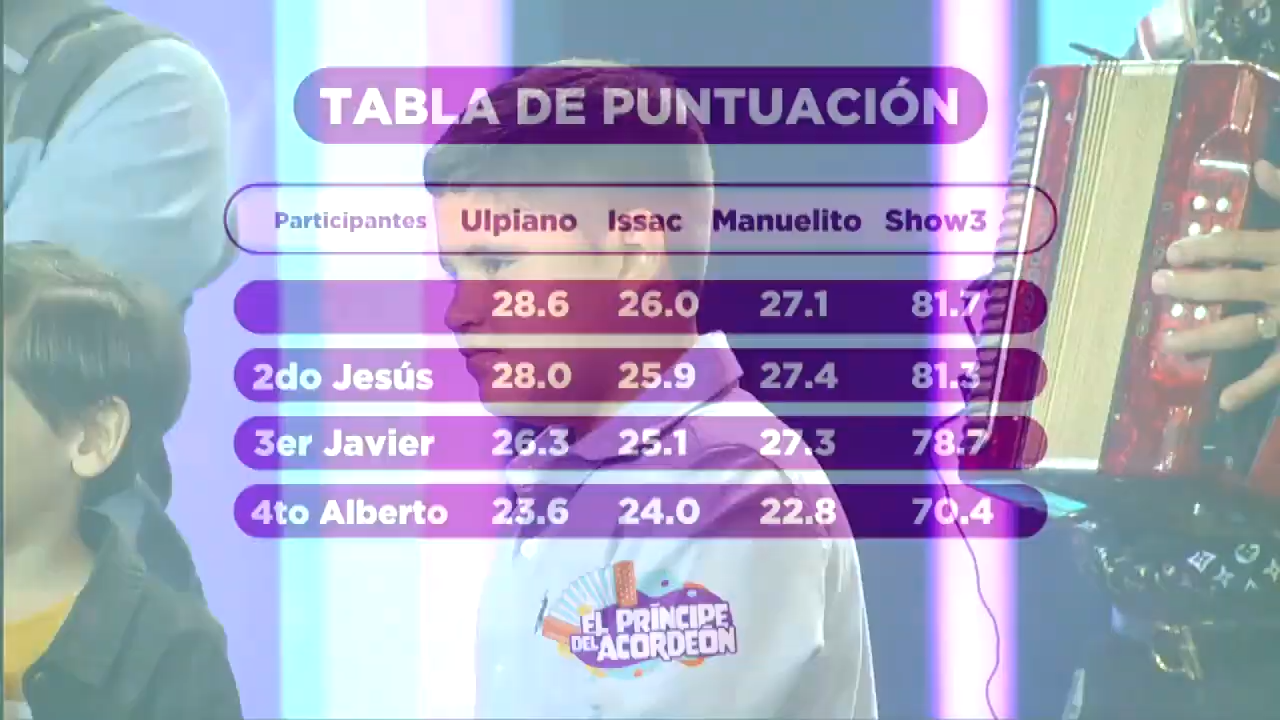 TABLA DE PUNTUACIÓN
Participantes Ulpiano Issac Manuelito Show3
28.6 26.0 27.1 81.7
2do Jesús 28.0 25.9 27.4 81.3
3er Javier 26.3 25.1 27.3 78.7
4to Alberto 23.6 24.0 22.8 70.4
EL PRÍNCIPE
DEL ACORDEÓN